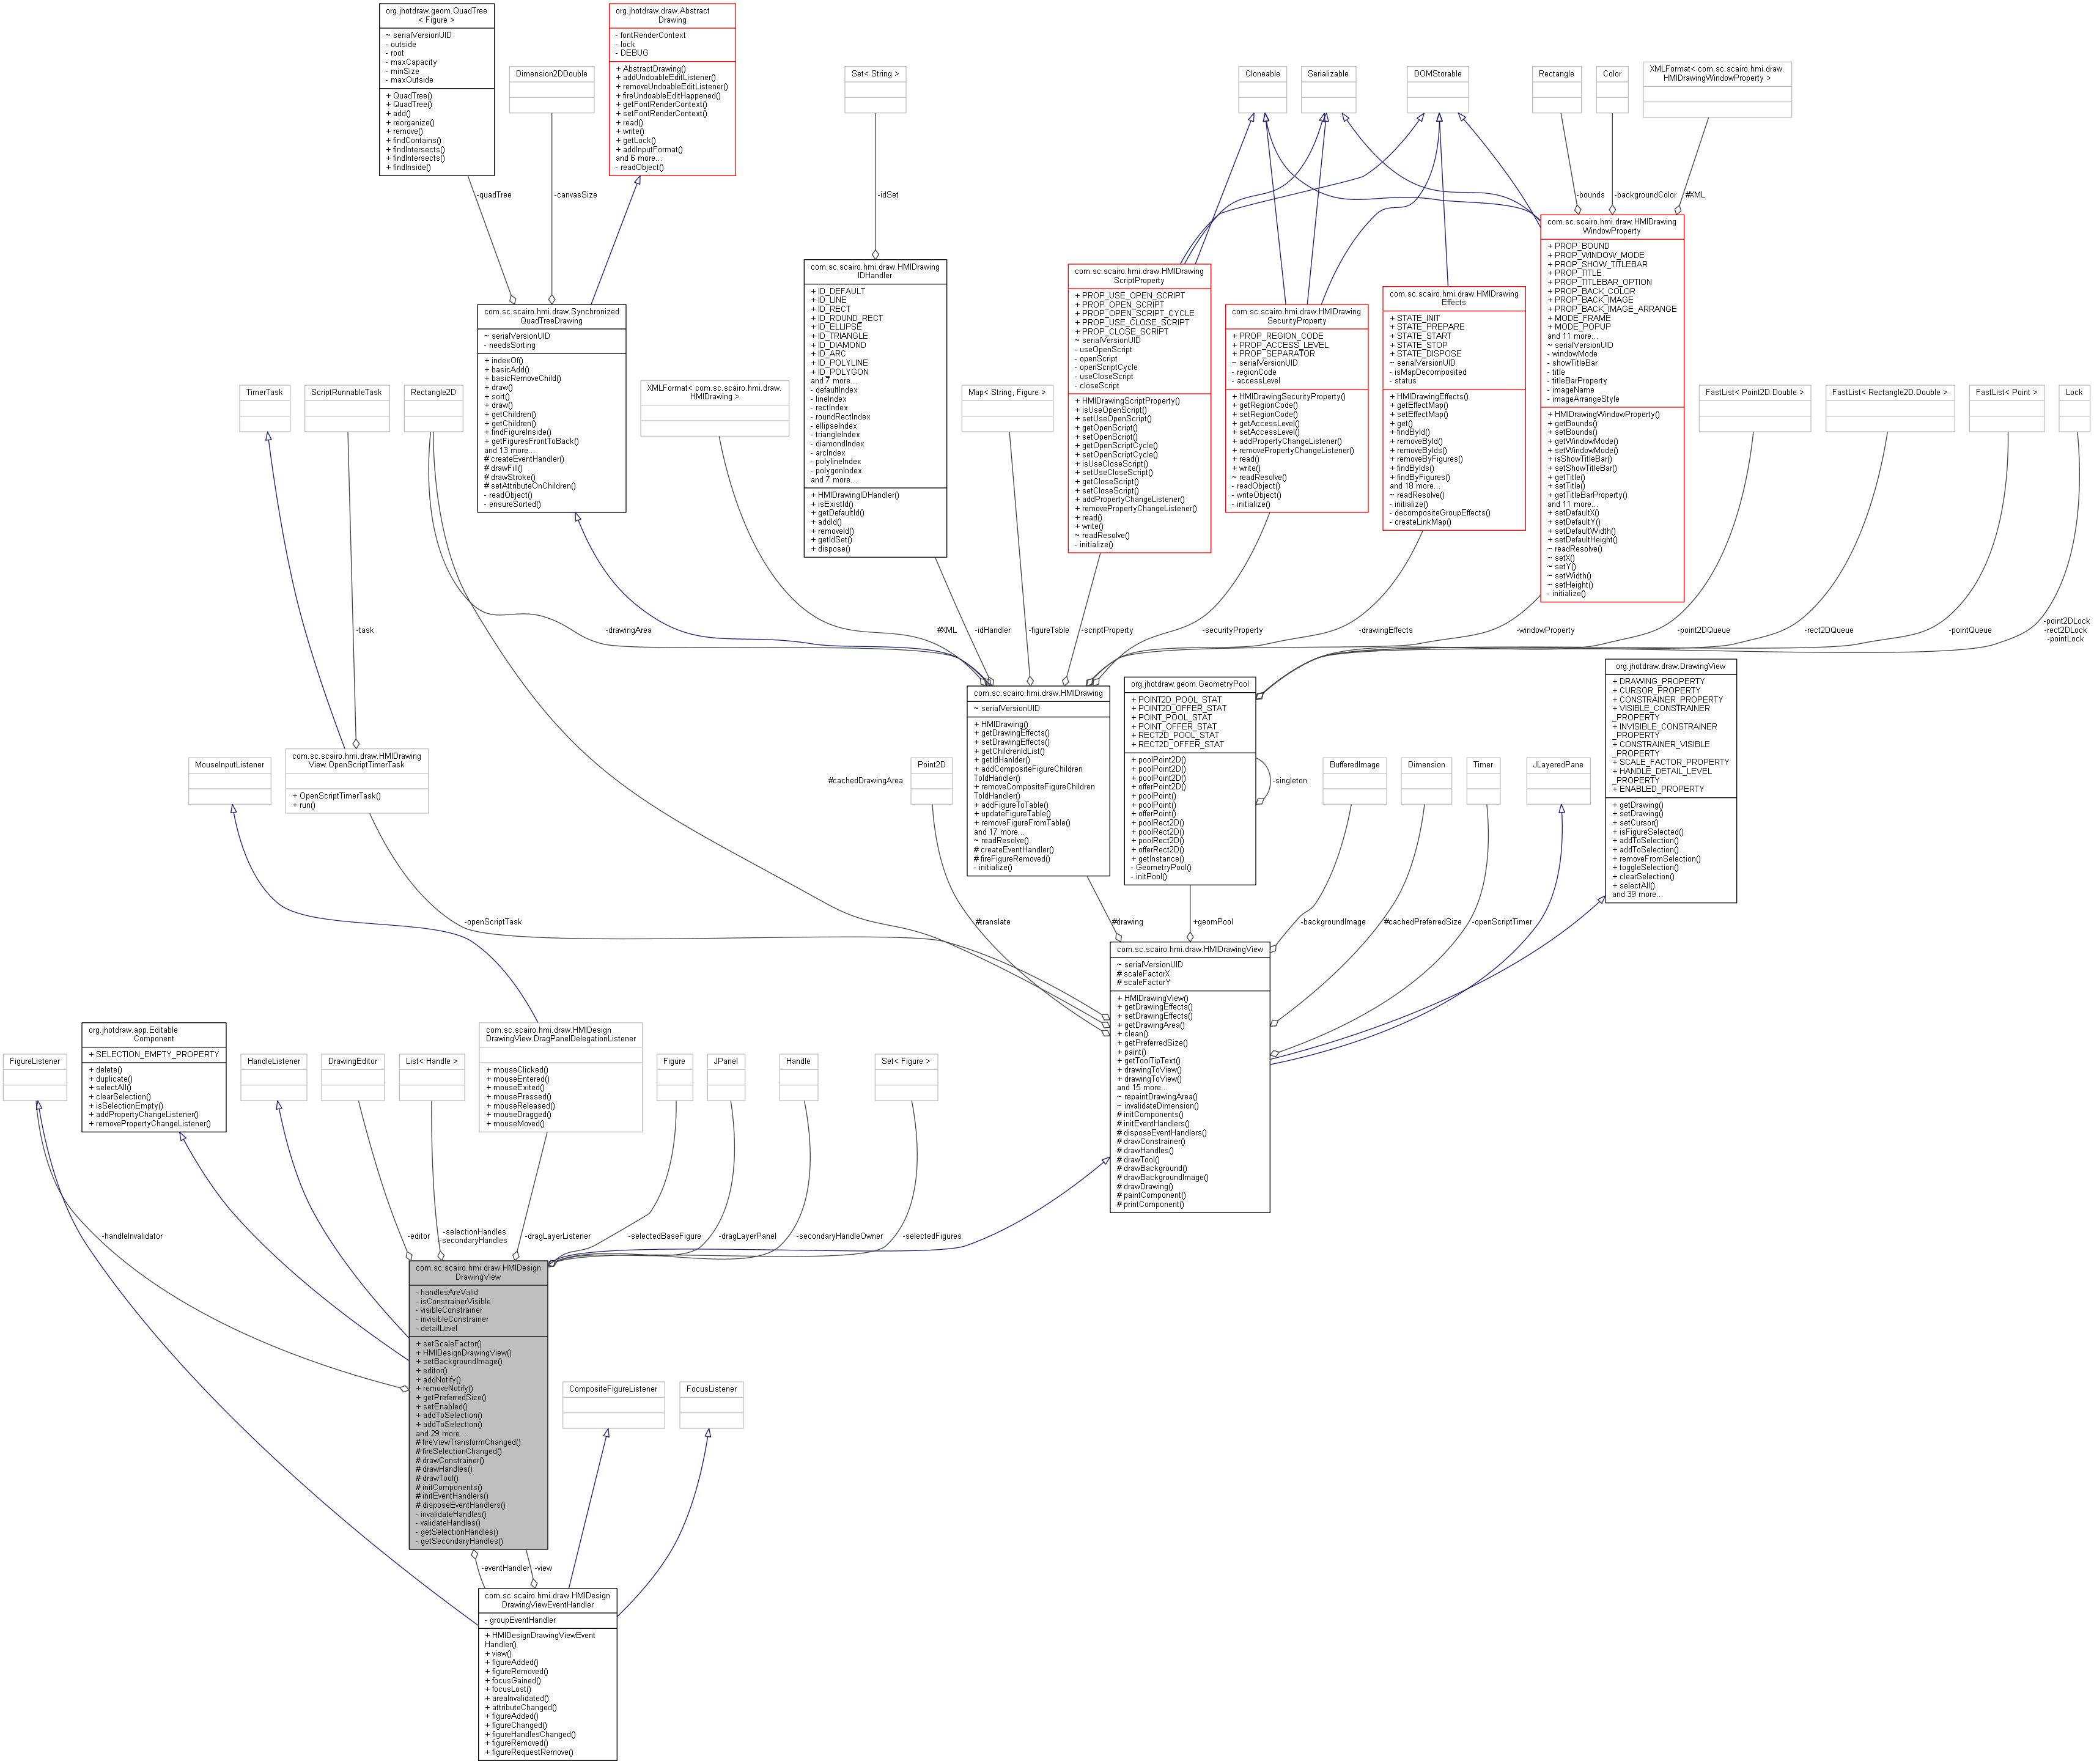 org.jhotdraw.geom.QuadTree
< Figure >
~ serialVersionUID
- outside
- root
- maxCapacity
- minSize
- maxOutside
+ QuadTree()
+ QuadTree()
+ add()
+ reorganize()
+ remove()
+ findContains()
+ findIntersects()
+ findIntersects()
+ findInside()
org.jhotdraw.draw.Abstract
Drawing
- fontRenderContext
- lock
- DEBUG
+ AbstractDrawing()
+ addUndoableEditListener()
+ removeUndoableEditListener()
+ fireUndoableEditHappened()
+ getFontRenderContext()
+ setFontRenderContext()
+ read()
+ write()
+ getLock()
+ addInputFormat()
and 6 more...
- readObject()
Dimension2DDouble
Set< String >
Cloneable
Serializable
DOMStorable
Rectangle
Color
XMLFormat< com.sc.scairo.hmi.draw.
HMIDrawingWindowProperty >
-quadTree
-canvasSize
-idSet
-bounds
-backgroundColor
#XML
com.sc.scairo.hmi.draw.Synchronized
QuadTreeDrawing
~ serialVersionUID
- needsSorting
+ indexOf()
+ basicAdd()
+ basicRemoveChild()
+ draw()
+ sort()
+ draw()
+ getChildren()
+ getChildren()
+ findFigureInside()
+ getFiguresFrontToBack()
and 13 more...
# createEventHandler()
# drawFill()
# drawStroke()
# setAttributeOnChildren()
- readObject()
- ensureSorted()
com.sc.scairo.hmi.draw.HMIDrawing
IDHandler
+ ID_DEFAULT
+ ID_LINE
+ ID_RECT
+ ID_ROUND_RECT
+ ID_ELLIPSE
+ ID_TRIANGLE
+ ID_DIAMOND
+ ID_ARC
+ ID_POLYLINE
+ ID_POLYGON
and 7 more...
- defaultIndex
- lineIndex
- rectIndex
- roundRectIndex
- ellipseIndex
- triangleIndex
- diamondIndex
- arcIndex
- polylineIndex
- polygonIndex
and 7 more...
+ HMIDrawingIDHandler()
+ isExistId()
+ getDefaultId()
+ addId()
+ removeId()
+ getIdSet()
+ dispose()
com.sc.scairo.hmi.draw.HMIDrawing
ScriptProperty
+ PROP_USE_OPEN_SCRIPT
+ PROP_OPEN_SCRIPT
+ PROP_OPEN_SCRIPT_CYCLE
+ PROP_USE_CLOSE_SCRIPT
+ PROP_CLOSE_SCRIPT
~ serialVersionUID
- useOpenScript
- openScript
- openScriptCycle
- useCloseScript
- closeScript
+ HMIDrawingScriptProperty()
+ isUseOpenScript()
+ setUseOpenScript()
+ getOpenScript()
+ setOpenScript()
+ getOpenScriptCycle()
+ setOpenScriptCycle()
+ isUseCloseScript()
+ setUseCloseScript()
+ getCloseScript()
+ setCloseScript()
+ addPropertyChangeListener()
+ removePropertyChangeListener()
+ read()
+ write()
~ readResolve()
- initialize()
com.sc.scairo.hmi.draw.HMIDrawing
SecurityProperty
+ PROP_REGION_CODE
+ PROP_ACCESS_LEVEL
+ PROP_SEPARATOR
~ serialVersionUID
- regionCode
- accessLevel
+ HMIDrawingSecurityProperty()
+ getRegionCode()
+ setRegionCode()
+ getAccessLevel()
+ setAccessLevel()
+ addPropertyChangeListener()
+ removePropertyChangeListener()
+ read()
+ write()
~ readResolve()
- readObject()
- writeObject()
- initialize()
com.sc.scairo.hmi.draw.HMIDrawing
Effects
+ STATE_INIT
+ STATE_PREPARE
+ STATE_START
+ STATE_STOP
+ STATE_DISPOSE
~ serialVersionUID
- isMapDecomposited
- status
+ HMIDrawingEffects()
+ getEffectMap()
+ setEffectMap()
+ get()
+ findById()
+ removeById()
+ removeByIds()
+ removeByFigures()
+ findByIds()
+ findByFigures()
and 18 more...
~ readResolve()
- initialize()
- decompositeGroupEffects()
- createLinkMap()
com.sc.scairo.hmi.draw.HMIDrawing
WindowProperty
+ PROP_BOUND
+ PROP_WINDOW_MODE
+ PROP_SHOW_TITLEBAR
+ PROP_TITLE
+ PROP_TITLEBAR_OPTION
+ PROP_BACK_COLOR
+ PROP_BACK_IMAGE
+ PROP_BACK_IMAGE_ARRANGE
+ MODE_FRAME
+ MODE_POPUP
and 11 more...
~ serialVersionUID
- windowMode
- showTitleBar
- title
- titleBarProperty
- imageName
- imageArrangeStyle
+ HMIDrawingWindowProperty()
+ getBounds()
+ setBounds()
+ getWindowMode()
+ setWindowMode()
+ isShowTitleBar()
+ setShowTitleBar()
+ getTitle()
+ setTitle()
+ getTitleBarProperty()
and 11 more...
+ setDefaultX()
+ setDefaultY()
+ setDefaultWidth()
+ setDefaultHeight()
~ readResolve()
~ setX()
~ setY()
~ setWidth()
~ setHeight()
- initialize()
TimerTask
ScriptRunnableTask
Rectangle2D
XMLFormat< com.sc.scairo.hmi.draw.
HMIDrawing >
Map< String, Figure >
FastList< Point2D.Double >
FastList< Rectangle2D.Double >
FastList< Point >
Lock
-task
-drawingArea
#XML
-idHandler
-figureTable
-scriptProperty
-securityProperty
-drawingEffects
-windowProperty
-point2DQueue
-rect2DQueue
-pointQueue
-point2DLock
-rect2DLock
-pointLock
com.sc.scairo.hmi.draw.HMIDrawing
~ serialVersionUID
+ HMIDrawing()
+ getDrawingEffects()
+ setDrawingEffects()
+ getChildrenIdList()
+ getIdHanlder()
+ addCompositeFigureChildren
ToIdHandler()
+ removeCompositeFigureChildren
ToIdHandler()
+ addFigureToTable()
+ updateFigureTable()
+ removeFigureFromTable()
and 17 more...
~ readResolve()
# createEventHandler()
# fireFigureRemoved()
- initialize()
org.jhotdraw.geom.GeometryPool
+ POINT2D_POOL_STAT
+ POINT2D_OFFER_STAT
+ POINT_POOL_STAT
+ POINT_OFFER_STAT
+ RECT2D_POOL_STAT
+ RECT2D_OFFER_STAT
+ poolPoint2D()
+ poolPoint2D()
+ poolPoint2D()
+ offerPoint2D()
+ poolPoint()
+ poolPoint()
+ offerPoint()
+ poolRect2D()
+ poolRect2D()
+ poolRect2D()
+ offerRect2D()
+ getInstance()
- GeometryPool()
- initPool()
-singleton
org.jhotdraw.draw.DrawingView
+ DRAWING_PROPERTY
+ CURSOR_PROPERTY
+ CONSTRAINER_PROPERTY
+ VISIBLE_CONSTRAINER
_PROPERTY
+ INVISIBLE_CONSTRAINER
_PROPERTY
+ CONSTRAINER_VISIBLE
_PROPERTY
+ SCALE_FACTOR_PROPERTY
+ HANDLE_DETAIL_LEVEL
_PROPERTY
+ ENABLED_PROPERTY
+ getDrawing()
+ setDrawing()
+ setCursor()
+ isFigureSelected()
+ addToSelection()
+ addToSelection()
+ removeFromSelection()
+ toggleSelection()
+ clearSelection()
+ selectAll()
and 39 more...
MouseInputListener
com.sc.scairo.hmi.draw.HMIDrawing
View.OpenScriptTimerTask
+ OpenScriptTimerTask()
+ run()
#cachedDrawingArea
Point2D
BufferedImage
Dimension
Timer
JLayeredPane
-openScriptTask
#translate
#drawing
+geomPool
-backgroundImage
#cachedPreferredSize
-openScriptTimer
com.sc.scairo.hmi.draw.HMIDrawingView
~ serialVersionUID
# scaleFactorX
# scaleFactorY
+ HMIDrawingView()
+ getDrawingEffects()
+ setDrawingEffects()
+ getDrawingArea()
+ clean()
+ getPreferredSize()
+ paint()
+ getToolTipText()
+ drawingToView()
+ drawingToView()
and 15 more...
~ repaintDrawingArea()
~ invalidateDimension()
# initComponents()
# initEventHandlers()
# disposeEventHandlers()
# drawConstrainer()
# drawHandles()
# drawTool()
# drawBackground()
# drawBackgroundImage()
# drawDrawing()
# paintComponent()
# printComponent()
FigureListener
org.jhotdraw.app.Editable
Component
+ SELECTION_EMPTY_PROPERTY
+ delete()
+ duplicate()
+ selectAll()
+ clearSelection()
+ isSelectionEmpty()
+ addPropertyChangeListener()
+ removePropertyChangeListener()
HandleListener
DrawingEditor
List< Handle >
com.sc.scairo.hmi.draw.HMIDesign
DrawingView.DragPanelDelegationListener
+ mouseClicked()
+ mouseEntered()
+ mouseExited()
+ mousePressed()
+ mouseReleased()
+ mouseDragged()
+ mouseMoved()
Figure
JPanel
Handle
Set< Figure >
-handleInvalidator
-editor
-selectionHandles
-secondaryHandles
-dragLayerListener
-selectedBaseFigure
-dragLayerPanel
-secondaryHandleOwner
-selectedFigures
com.sc.scairo.hmi.draw.HMIDesign
DrawingView
- handlesAreValid
- isConstrainerVisible
- visibleConstrainer
- invisibleConstrainer
- detailLevel
+ setScaleFactor()
+ HMIDesignDrawingView()
+ setBackgroundImage()
+ editor()
+ addNotify()
+ removeNotify()
+ getPreferredSize()
+ setEnabled()
+ addToSelection()
+ addToSelection()
and 29 more...
# fireViewTransformChanged()
# fireSelectionChanged()
# drawConstrainer()
# drawHandles()
# drawTool()
# initComponents()
# initEventHandlers()
# disposeEventHandlers()
- invalidateHandles()
- validateHandles()
- getSelectionHandles()
- getSecondaryHandles()
CompositeFigureListener
FocusListener
-eventHandler
-view
com.sc.scairo.hmi.draw.HMIDesign
DrawingViewEventHandler
- groupEventHandler
+ HMIDesignDrawingViewEvent
Handler()
+ view()
+ figureAdded()
+ figureRemoved()
+ focusGained()
+ focusLost()
+ areaInvalidated()
+ attributeChanged()
+ figureAdded()
+ figureChanged()
+ figureHandlesChanged()
+ figureRemoved()
+ figureRequestRemove()